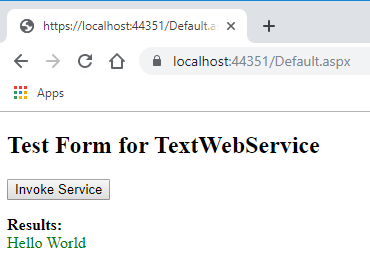 https://localhost:44351/Default.a
localhost:44351/Default.aspx
Apps
Test Form for TextWebService
Invoke Service
Results:
Hello World